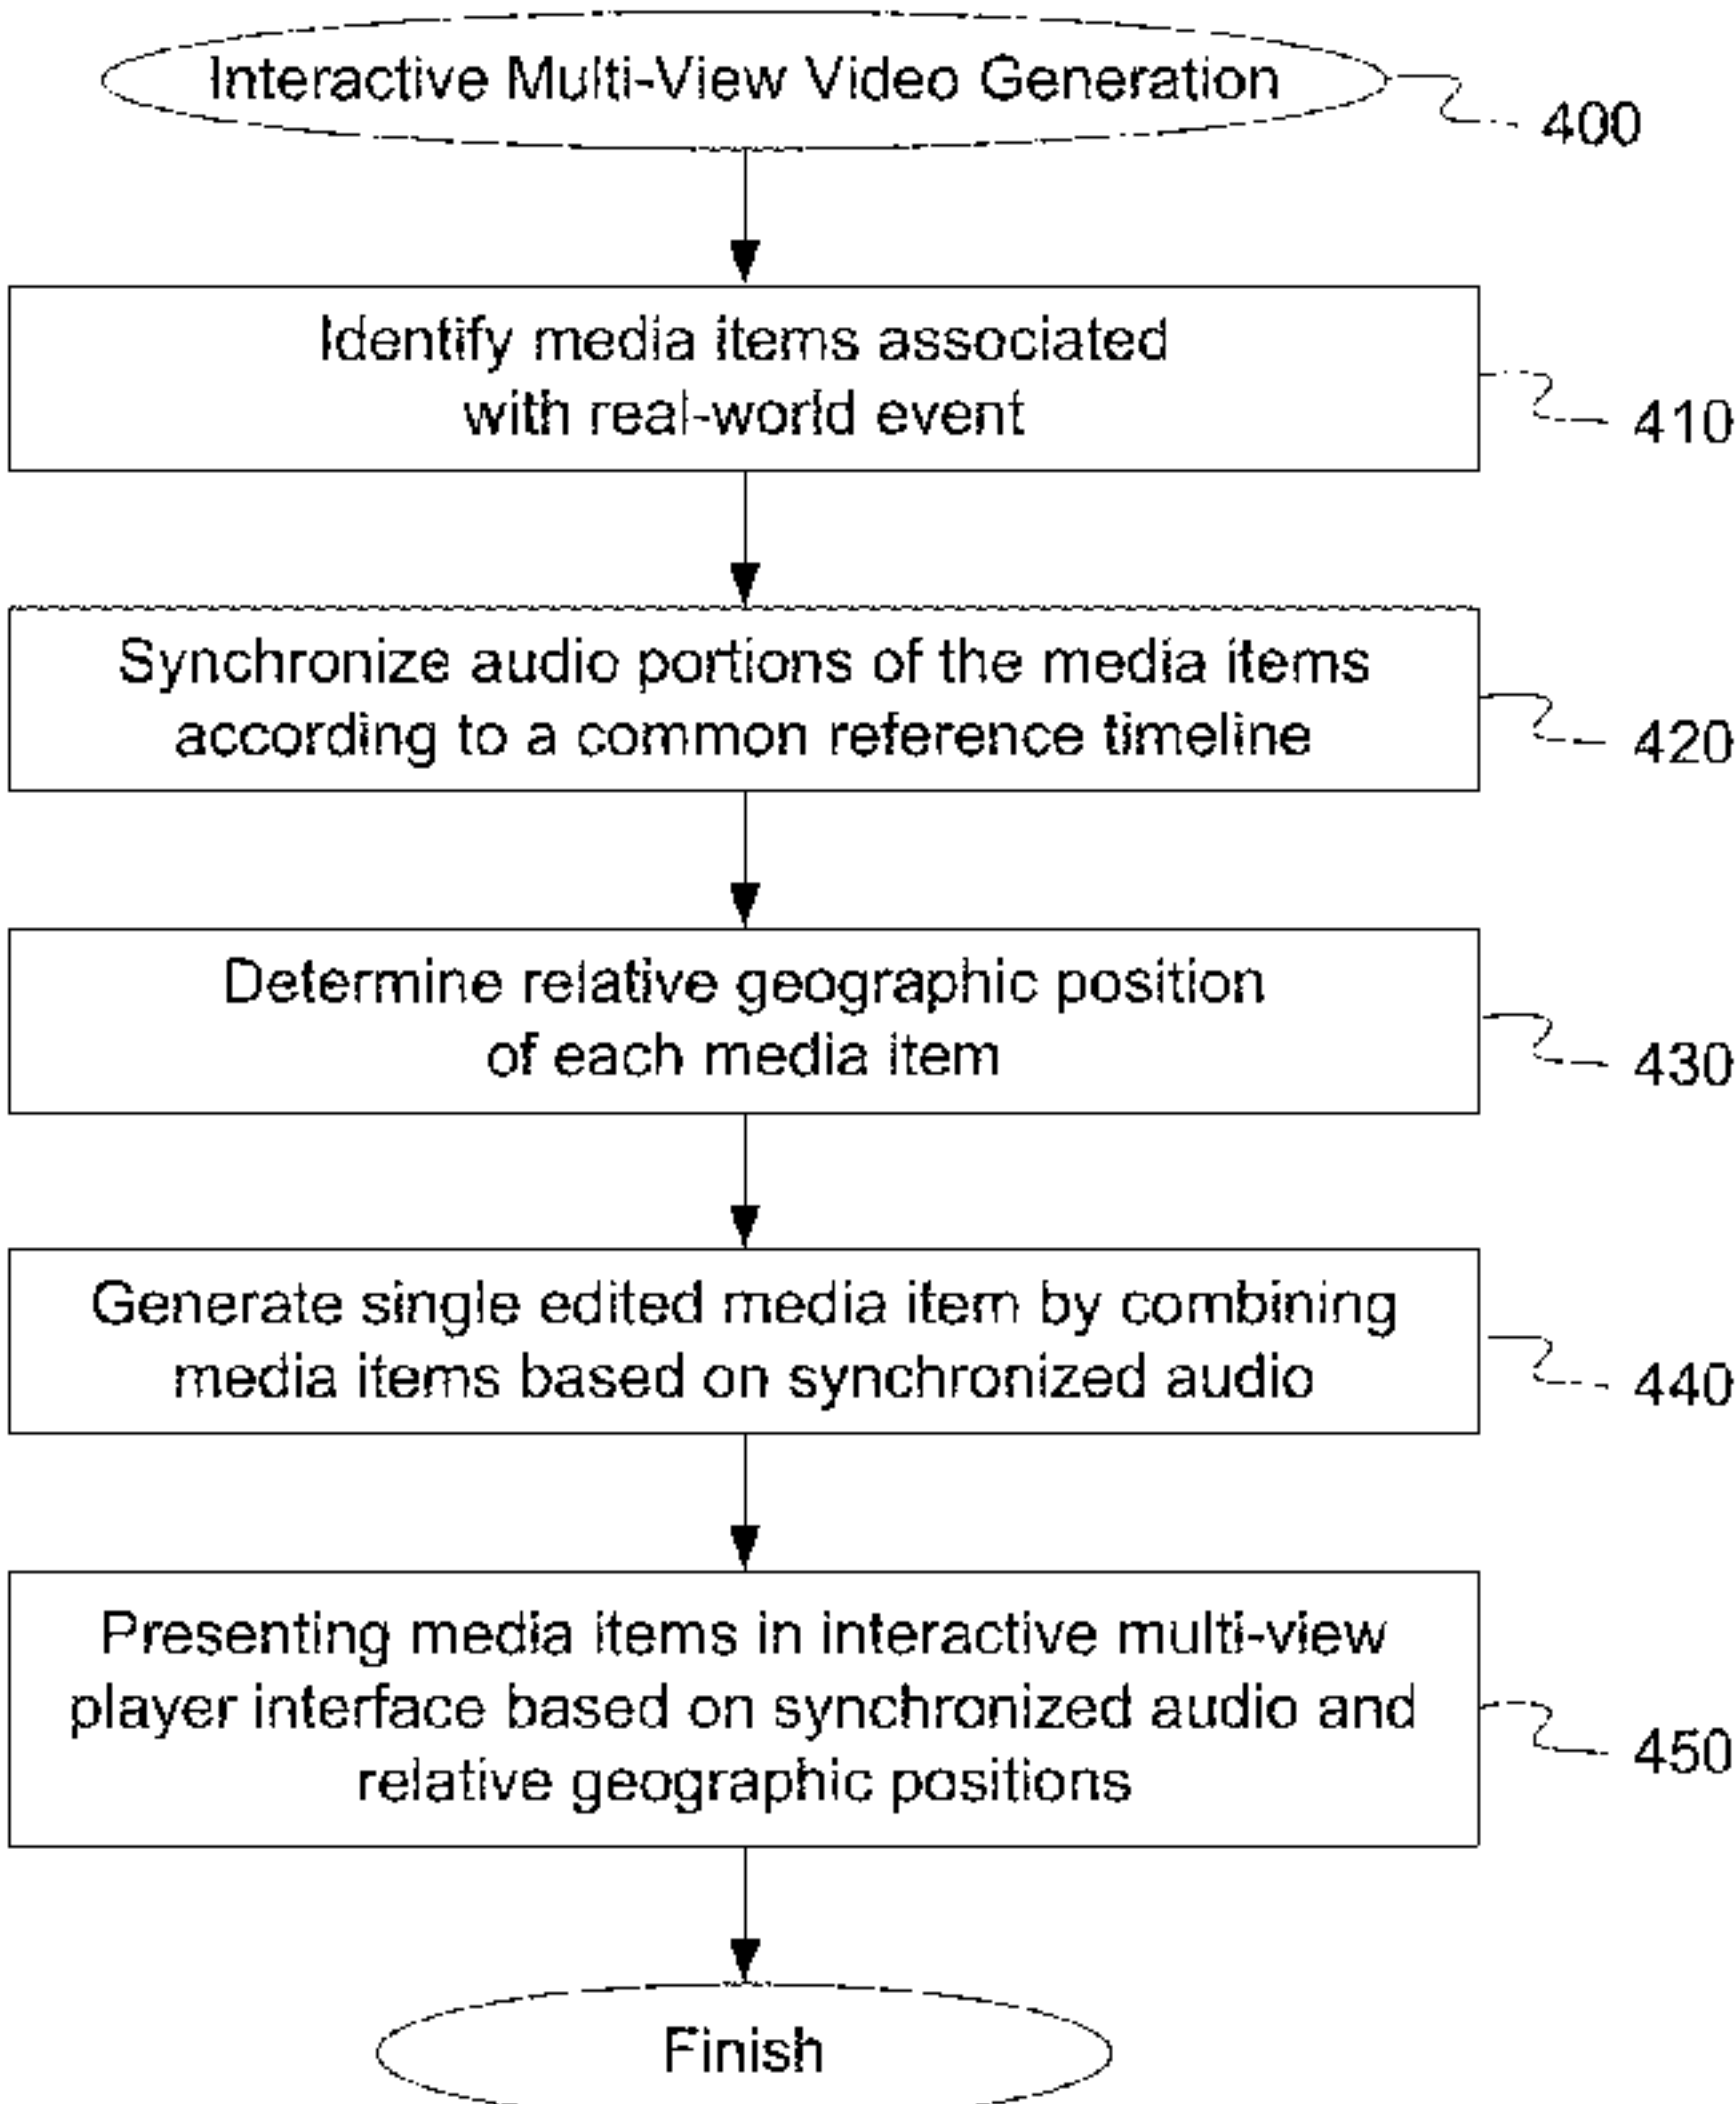 Interactive Multi-View Video Generation
400
Identify media items associated
with real-world event
410
Synchronize audio portions of the media items
according to a common reference timeline
420
Determine relative geographic position
of each media item
430
Generate single edited media item by combining
media items based on synchronized audio
440
Presenting media items in interactive multi-view
player interface based on synchronized audio and
relative geographic positions
450
Finish